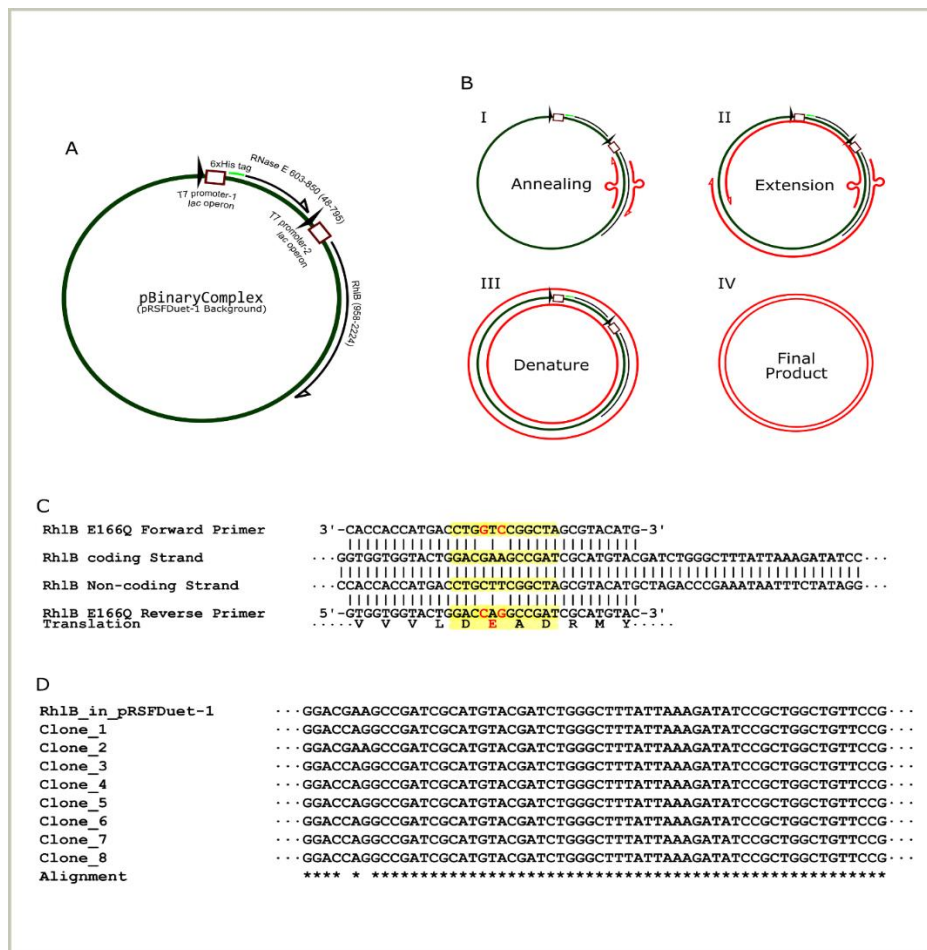 A
6xHis tag
RNase E 603-850 (48-795)
T7 promoter-1
lac operon
T7 promoter-2
lac operon
RhlB (958-2224)
pBinaryComplex
(pRSFDuet-1 Background)
B
I
Annealing
II
Extension
III
Denature
IV
Final
Product
C
RhlB E166Q Forward Primer 3'-CACCACCATGACCTGGTCCGGCTAGCGTACATG-3'
RhlB coding Strand ···GGTGGTGGTACTGGACGAAGCCGATCGCATGTACGATCTGGGCTTTATTAAAGATATCC···
RhlB Non-coding Strand ···CCACCACCATGACCTGCTTCGGCTAGCGTACATGCTAGACCCGAAATAATTTCTATAGG···
RhlB E166Q Reverse Primer 5'-GTGGTGGTACTGGACCAGGCCGATCGCATGTAC-3'
Translation ····V V V L D E A D R M Y·····
D
RhlB_in_pRSFDuet-1 ···GGACGAAGCCGATCGCATGTACGATCTGGGCTTTATTAAAGATATCCGCTGGCTGTTCCG···
Clone_1 ···GGACCAGGCCGATCGCATGTACGATCTGGGCTTTATTAAAGATATCCGCTGGCTGTTCCG···
Clone_2 ···GGACGAAGCCGATCGCATGTACGATCTGGGCTTTATTAAAGATATCCGCTGGCTGTTCCG···
Clone_3 ···GGACCAGGCCGATCGCATGTACGATCTGGGCTTTATTAAAGATATCCGCTGGCTGTTCCG···
Clone_4 ···GGACCAGGCCGATCGCATGTACGATCTGGGCTTTATTAAAGATATCCGCTGGCTGTTCCG···
Clone_5 ···GGACCAGGCCGATCGCATGTACGATCTGGGCTTTATTAAAGATATCCGCTGGCTGTTCCG···
Clone_6 ···GGACCAGGCCGATCGCATGTACGATCTGGGCTTTATTAAAGATATCCGCTGGCTGTTCCG···
Clone_7 ···GGACCAGGCCGATCGCATGTACGATCTGGGCTTTATTAAAGATATCCGCTGGCTGTTCCG···
Clone_8 ···GGACCAGGCCGATCGCATGTACGATCTGGGCTTTATTAAAGATATCCGCTGGCTGTTCCG···
Alignment **** * *****************************************************